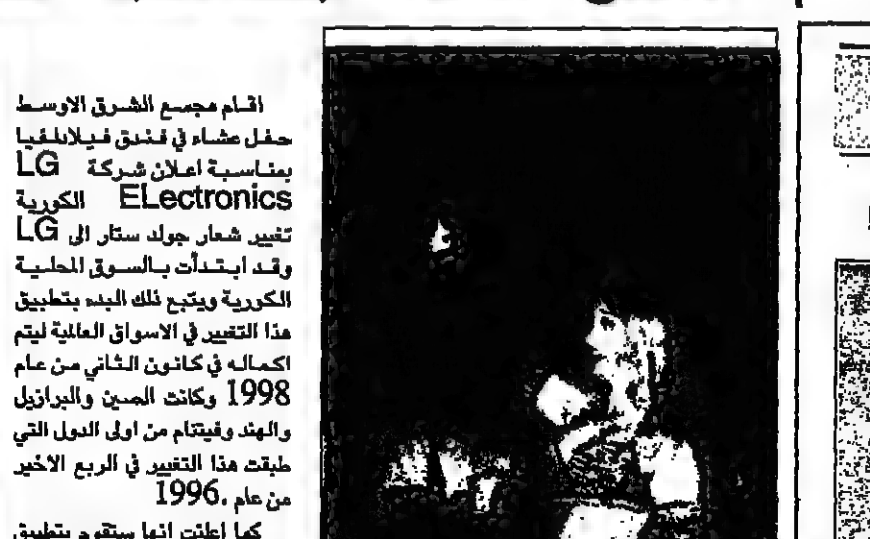 اقام مجمع الشرق الاوسط
حفل عشاء في فندق فيلادلفيا
بمناسبة اعلان شركة LG
ELectronics الكورية
تغيير شعار جولد ستار الى LG
وقد ابتدأت بالسوق المحلية
الكورية ويتبع ذلك البدء بتطبيق
هذا التغيير في الاسواق العالمية ليتم
اكماله في كانون الثاني من عام
1998 وكانت الصين والبرازيل
والهند وفيتنام من اولى الدول التي
طبقت هذا التغيير في الربع الاخير
من عام 1996.
كما اعلنت انها ستقوم بتطبيق